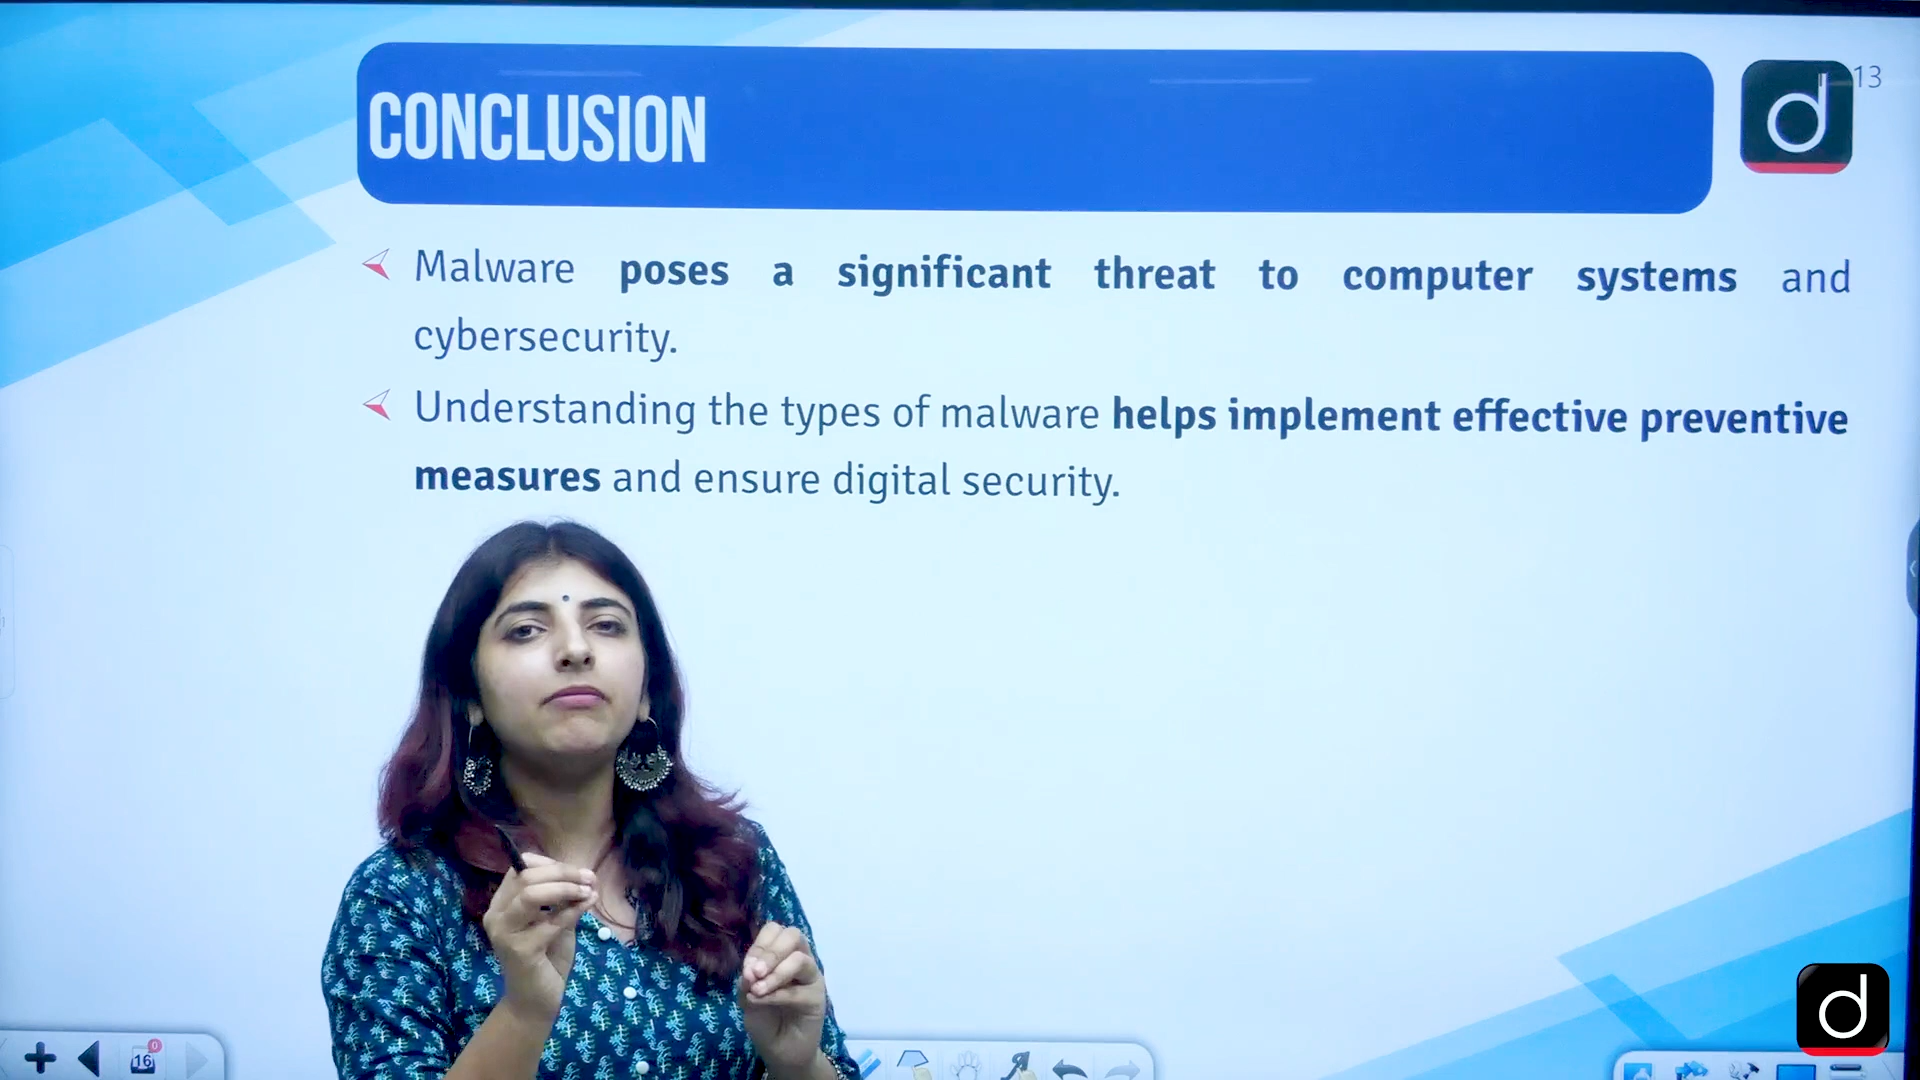 CONCLUSION
d
13
Malware poses a significant threat to computer systems and
cybersecurity.
Understanding the types of malware helps implement effective preventive
measures and ensure digital security.
16
0
d